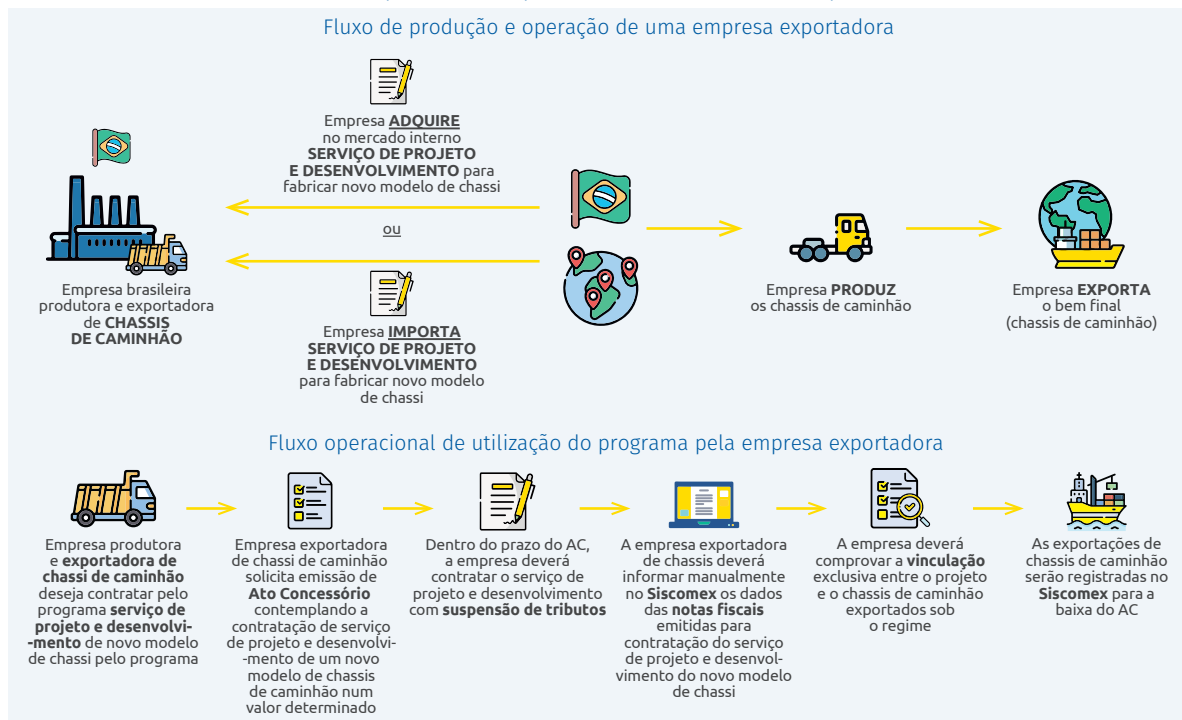 Fluxo de produção e operação de uma empresa exportadora
Empresa ADQUIRE
no mercado interno
SERVIÇO DE PROJETO
E DESENVOLVIMENTO para
fabricar novo modelo de chassi
ou
Empresa brasileira
produtora e exportadora
de CHASSIS
DE CAMINHÃO
Empresa IMPORTA
SERVIÇO DE PROJETO
E DESENVOLVIMENTO
para fabricar novo modelo
de chassi
Empresa PRODUZ
os chassis de caminhão
Empresa EXPORTA
o bem final
(chassis de caminhão)
Fluxo operacional de utilização do programa pela empresa exportadora
Empresa produtora
e exportadora de
chassi de caminhão
deseja contratar pelo
programa serviço de
projeto e desenvolvi-
-mento de novo modelo
de chassi pelo programa
Empresa exportadora
de chassi de caminhão
solicita emissão de
Ato Concessório
contemplando a
contratação de serviço
de projeto e desenvolvi-
-mento de um novo
modelo de chassis
de caminhão num
valor determinado
Dentro do prazo do AC,
a empresa deverá
contratar o serviço de
projeto e desenvolvimento
com suspensão de tributos
A empresa exportadora
de chassis deverá
informar manualmente
no Siscomex os dados
das notas fiscais
emitidas para
contratação do serviço
de projeto e desenvol-
vimento do novo modelo
de chassi
A empresa deverá
comprovar a vinculação
exclusiva entre o projeto
e o chassis de caminhão
exportados sob
o regime
As exportações de
chassis de caminhão
serão registradas no
Siscomex para a
baixa do AC